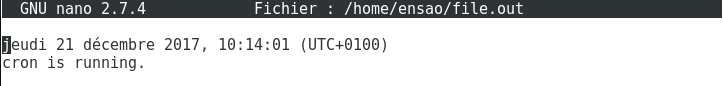 GNU nano 2.7.4 Fichier : /home/ensao/file.out
jeudi 21 décembre 2017, 10:14:01 (UTC+0100)
cron is running.